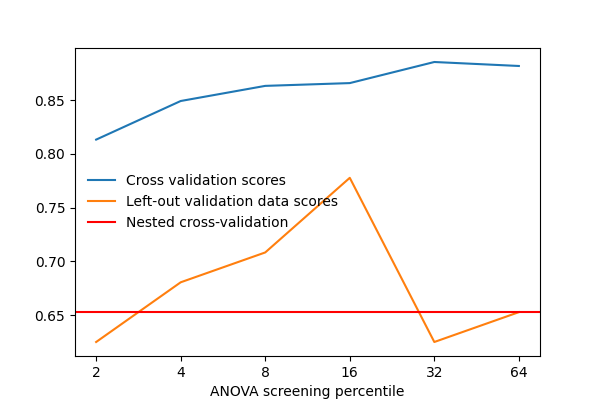 0.85
0.80
0.75
0.70
0.65
Cross validation scores
Left-out validation data scores
Nested cross-validation
2 4 8 16 32 64
ANOVA screening percentile